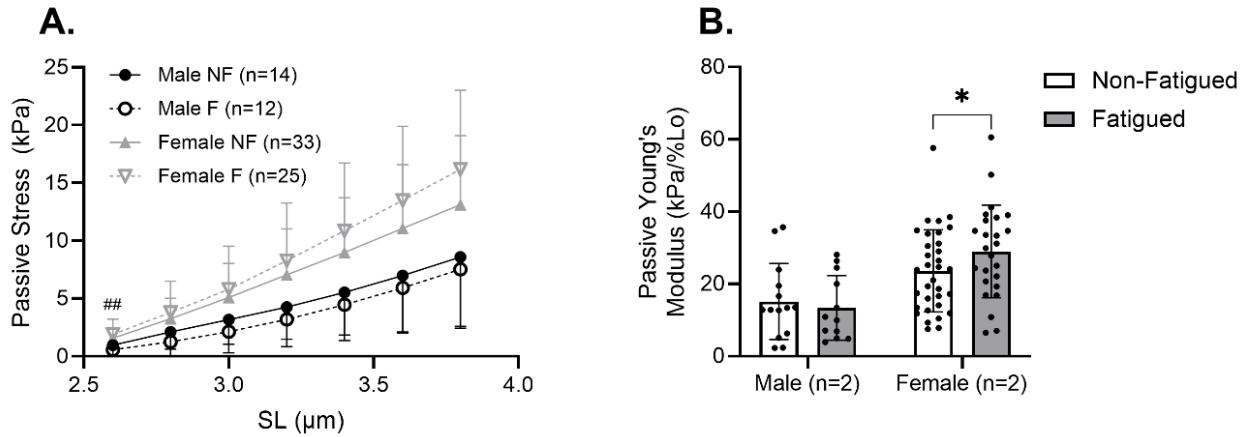 A.
Passive Stress (kPa)
25
20
15
10
5
0
Male NF (n=14)
Male F (n=12)
Female NF (n=33)
Female F (n=25)
##
2.5
3.0
3.5
4.0
SL (µm)
B.
Passive Young's
Modulus (kPa/%Lo)
80
60
40
20
0
*
Male (n=2)
Female (n=2)
Non-Fatigued
Fatigued